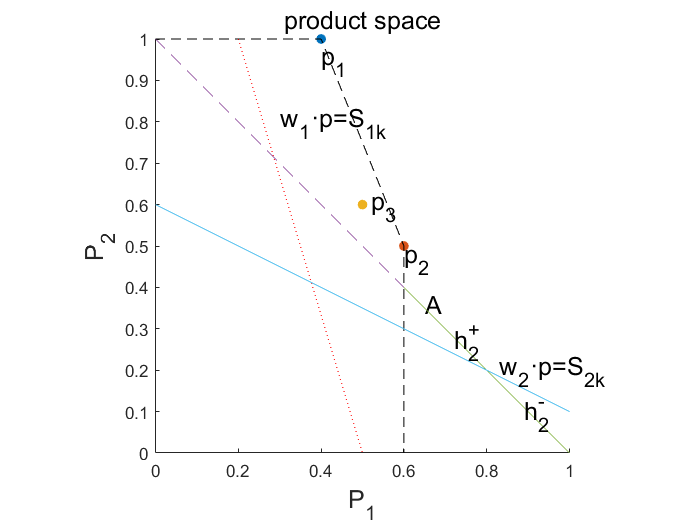 product space
1
p₁
0.9
w₁·p=S₁ₖ
0.8
0.7
0.6
p₃
P₂
0.5
p₂
0.4
A
0.3
h₂⁺
w₂·p=S₂ₖ
0.2
0.1
h₂⁻
0
0 0.2 0.4 0.6 0.8 1
P₁